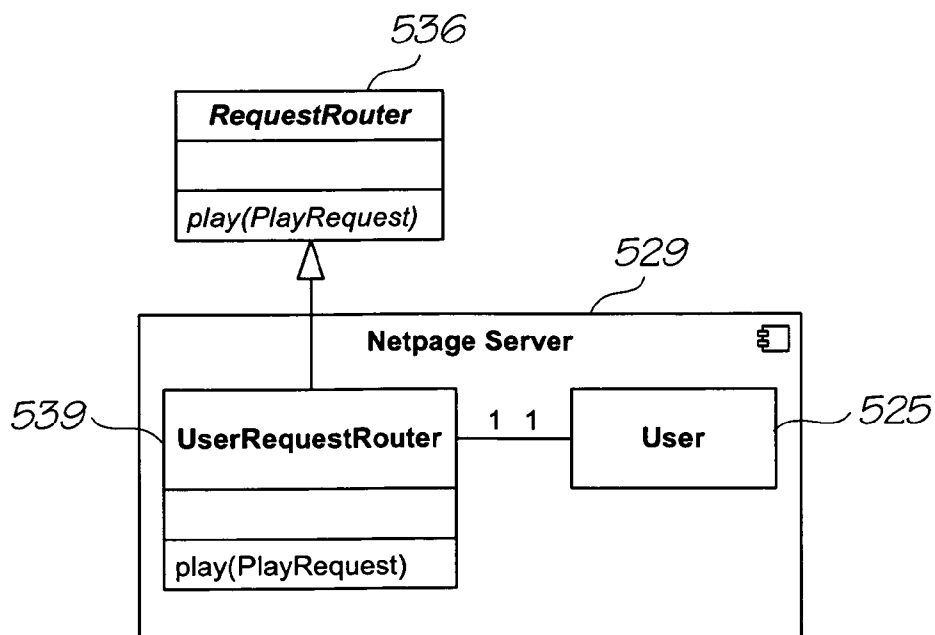 536
RequestRouter
play(PlayRequest)
529
Netpage Server
539
UserRequestRouter
1 1
User
525
play(PlayRequest)